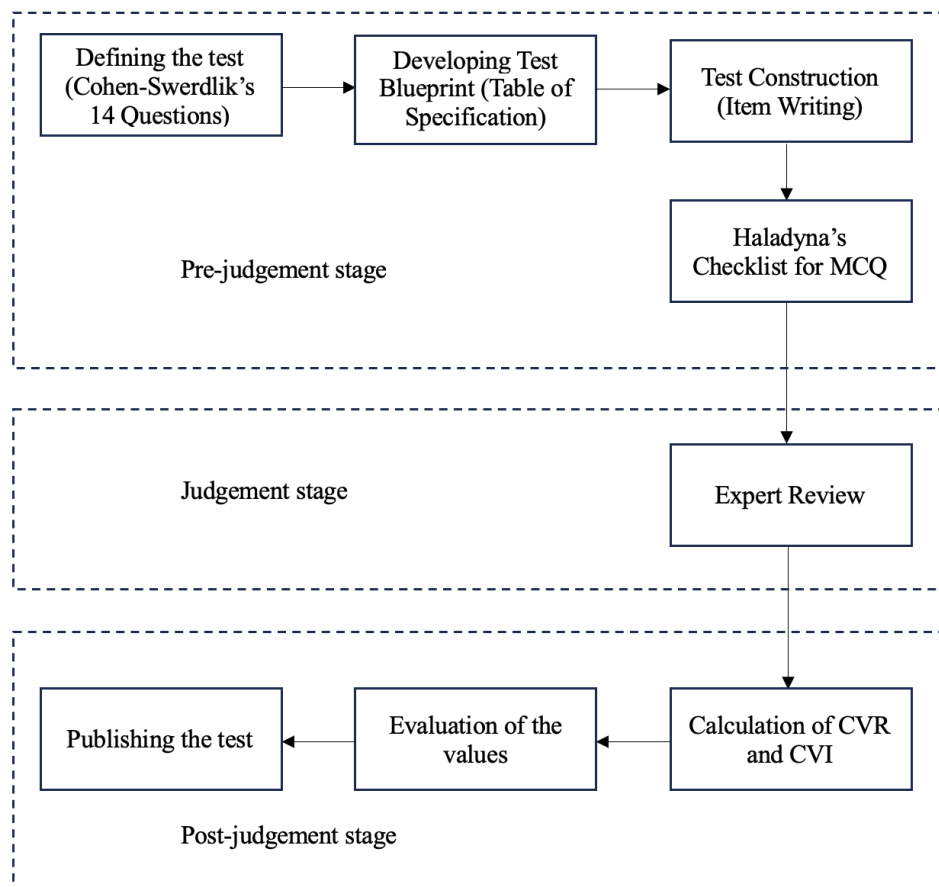 Defining the test
(Cohen-Swerdlik’s
14 Questions)
Developing Test
Blueprint (Table of
Specification)
Test Construction
(Item Writing)
Haladyna’s
Checklist for MCQ
Pre-judgement stage
Judgement stage
Expert Review
Publishing the test
Evaluation of the
values
Calculation of CVR
and CVI
Post-judgement stage